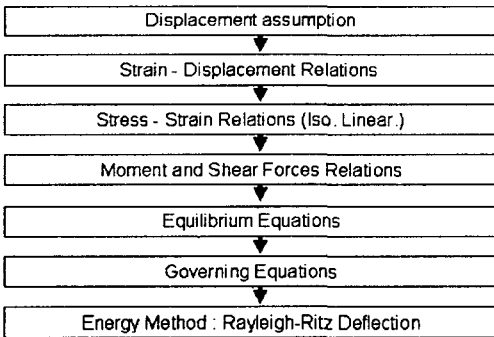 Displacement assumption
Strain - Displacement Relations
Stress - Strain Relations (Iso. Linear.)
Moment and Shear Forces Relations
Equilibrium Equations
Governing Equations
Energy Method : Rayleigh-Ritz Deflection